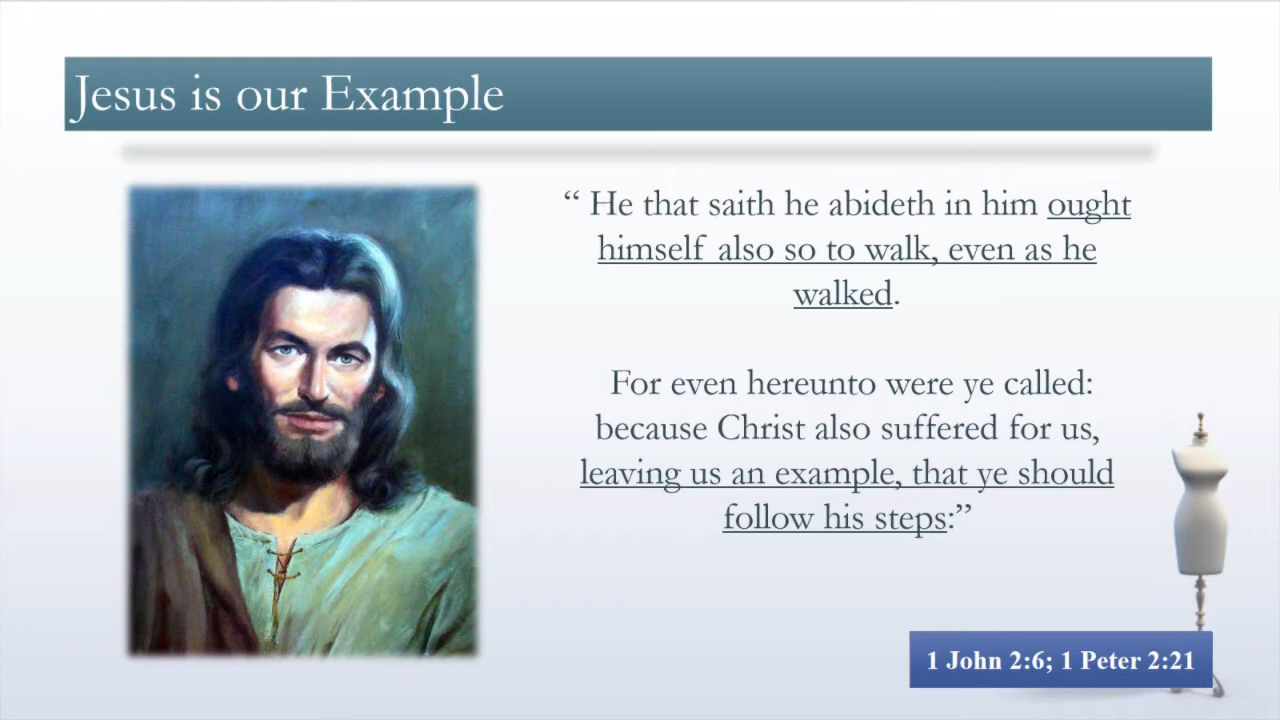 Jesus is our Example
“ He that saith he abideth in him ought
himself also so to walk, even as he
walked.
For even hereunto were ye called:
because Christ also suffered for us,
leaving us an example, that ye should
follow his steps:”
1 John 2:6; 1 Peter 2:21